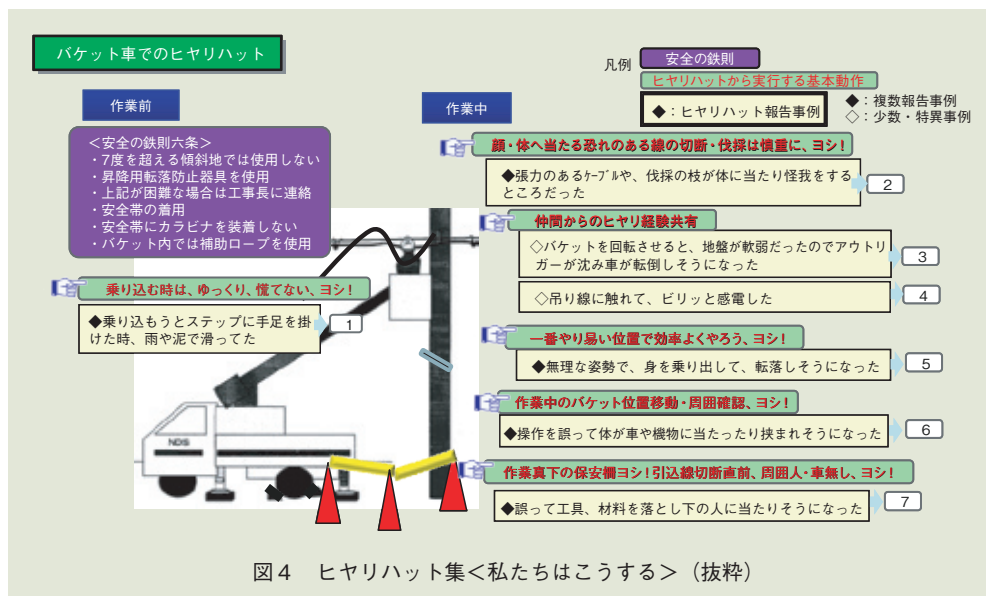 バケット車でのヒヤリハット
凡例
安全の鉄則
ヒヤリハットから実行する基本動作
◆:ヒヤリハット報告事例
◆:複数報告事例
◇:少数・特異事例
作業前
<安全の鉄則六条>
・7度を超える傾斜地では使用しない
・昇降用転落防止器具を使用
・上記が困難な場合は工事長に連絡
・安全帯の着用
・安全帯にカラビナを装着しない
・バケット内では補助ロープを使用
乗り込む時は、ゆっくり、慌てない、ヨシ!
◆乗り込もうとステップに手足を掛
けた時、雨や泥で滑ってた
1
作業中
顔・体へ当たる恐れのある線の切断・伐採は慎重に、ヨシ!
◆張力のあるケーブルや、伐採の枝が体に当たり怪我をする
ところだった
2
仲間からのヒヤリ経験共有
◇バケットを回転させると、地盤が軟弱だったのでアウトリ
ガーが沈み車が転倒しそうになった
3
◇吊り線に触れて、ビリッと感電した
4
一番やり易い位置で効率よくやろう、ヨシ!
◆無理な姿勢で、身を乗り出して、転落しそうになった
5
作業中のバケット位置移動・周囲確認、ヨシ!
◆操作を誤って体が車や機物に当たったり挟まれそうになった
6
作業真下の保安柵ヨシ!引込線切断直前、周囲人・車無し、ヨシ!
◆誤って工具、材料を落とし下の人に当たりそうになった
7
NDIS
図4 ヒヤリハット集<私たちはこうする>(抜粋)